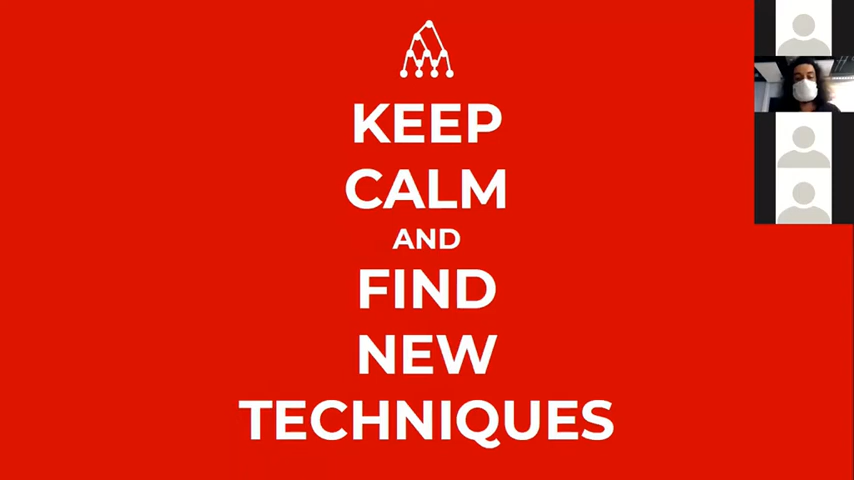 KEEP
CALM
AND
FIND
NEW
TECHNIQUES